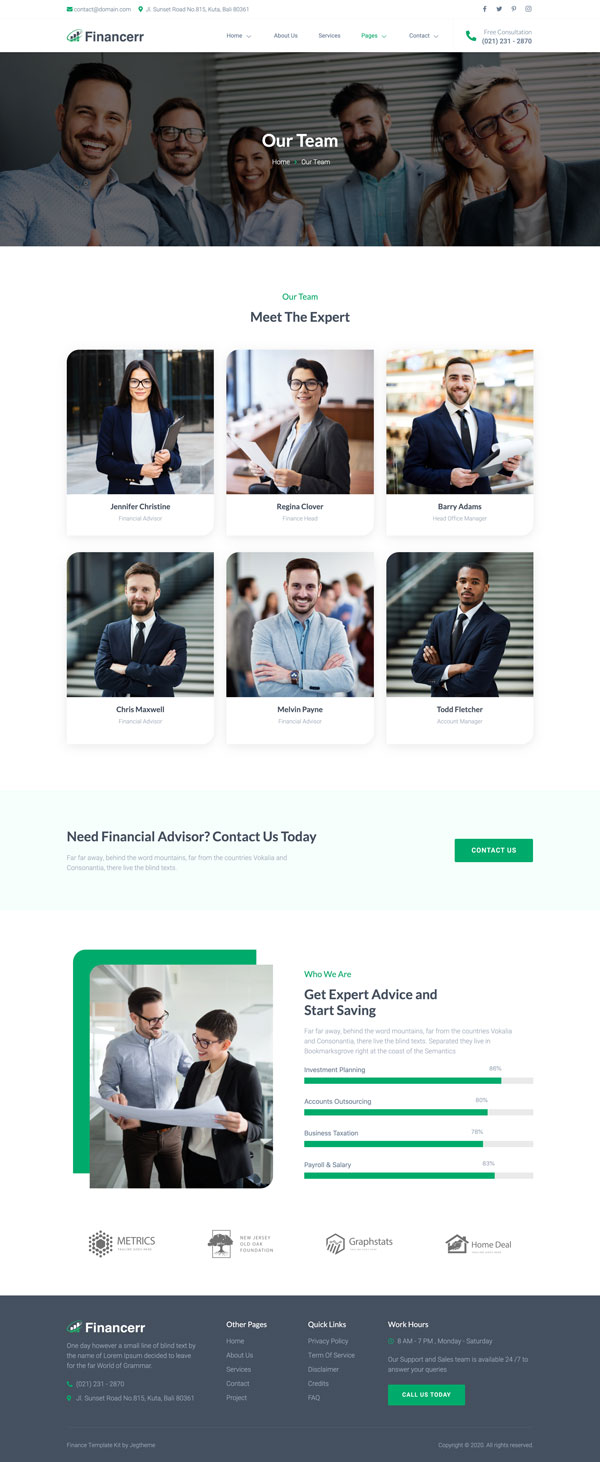 contact@domain.com Jl. Sunset Road No.815, Kuta, Bali 80361
Financerr
Home About Us Services Pages Contact
Free Consultation
(021) 231 - 2870
Our Team
Home Our Team
Our Team
Meet The Expert
Jennifer Christine
Financial Advisor
Regina Clover
Finance Head
Barry Adams
Head Office Manager
Chris Maxwell
Financial Advisor
Melvin Payne
Financial Advisor
Todd Fletcher
Account Manager
Need Financial Advisor? Contact Us Today
Far far away, behind the word mountains, far from the countries Vokalia and
Consonantia, there live the blind texts.
CONTACT US
Who We Are
Get Expert Advice and
Start Saving
Far far away, behind the word mountains, far from the countries Vokalia
and Consonantia, there live the blind texts. Separated they live in
Bookmarksgrove right at the coast of the Semantics
Investment Planning 88%
Accounts Outsourcing 80%
Business Taxation 78%
Payroll & Salary 83%
METRICS
NEW JERSEY
OLD OAK
FOUNDATION
Graphstats
Home Deal
Financerr
One day however a small line of blind text by
the name of Lorem Ipsum decided to leave
for the far World of Grammar.
(021) 231 - 2870
Jl. Sunset Road No 815, Kuta, Bali 80361
Other Pages
Home
About Us
Services
Contact
Project
Quick Links
Privacy Policy
Term Of Service
Disclaimer
Credits
FAQ
Work Hours
8 AM - 7 PM , Monday - Saturday
Our Support and Sales team is available 24 /7 to
answer your queries
CALL US TODAY
Finance Template Kit by Jegtheme
Copyright © 2020. All rights reserved